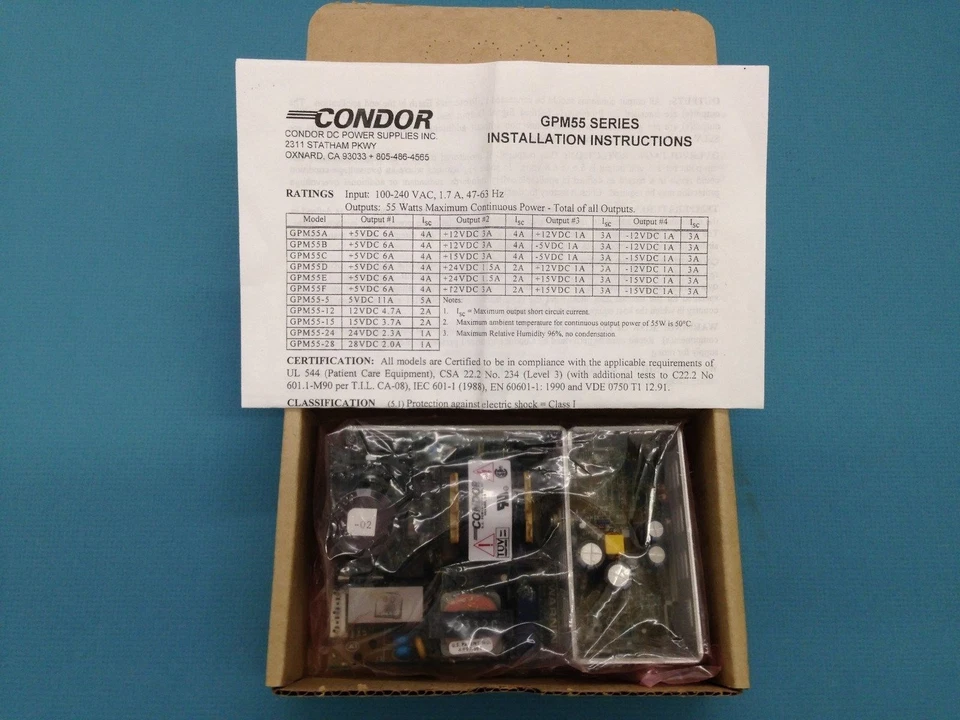 CONDOR
CONDOR DC POWER SUPPLIES INC.
2311 STATHAM PKWY
OXNARD, CA 93033 + 805-486-4565
GPM55 SERIES
INSTALLATION INSTRUCTIONS
RATINGS Input: 100-240 VAC, 1.7 A, 47-63 Hz
Outputs: 55 Watts Maximum Continuous Power - Total of all Outputs.
Model Output #1 Isc Output #2 Isc Output #3 Isc Output #4 Isc
GPM55A +5VDC 6A 4A +12VDC 3A 4A +12VDC 1A 3A -12VDC 1A 3A
GPM55B +5VDC 6A 4A +12VDC 3A 4A -5VDC 1A 3A -12VDC 1A 3A
GPM55C +5VDC 6A 4A +15VDC 3A 4A -5VDC 1A 3A -15VDC 1A 3A
GPM55D +5VDC 6A 4A +24VDC 1.5A 2A +12VDC 1A 3A -12VDC 1A 3A
GPM55E +5VDC 6A 4A +24VDC 1.5A 2A +15VDC 1A 3A -15VDC 1A 3A
GPM55F +5VDC 6A 4A +12VDC 3A 2A +15VDC 1A 3A -15VDC 1A 3A
GPM55-5 5VDC 11A 5A Notes:
GPM55-12 12VDC 4.7A 2A 1. Isc = Maximum output short circuit current.
GPM55-15 15VDC 3.7A 2A 2. Maximum ambient temperature for continuous output power of 55W is 50°C.
GPM55-24 24VDC 2.3A 1A 3. Maximum Relative Humidity 96%, no condensation.
GPM55-28 28VDC 2.0A 1A
CERTIFICATION: All models are Certified to be in compliance with the applicable requirements of
UL 544 (Patient Care Equipment), CSA 22.2 No. 234 (Level 3) (with additional tests to C22.2 No
601.1-M90 per T.I.L. CA-08), IEC 601-1 (1988), EN 60601-1: 1990 and VDE 0750 T1 12.91.
CLASSIFICATION (5.1) Protection against electric shock = Class I
-02
CONDOR
TUV